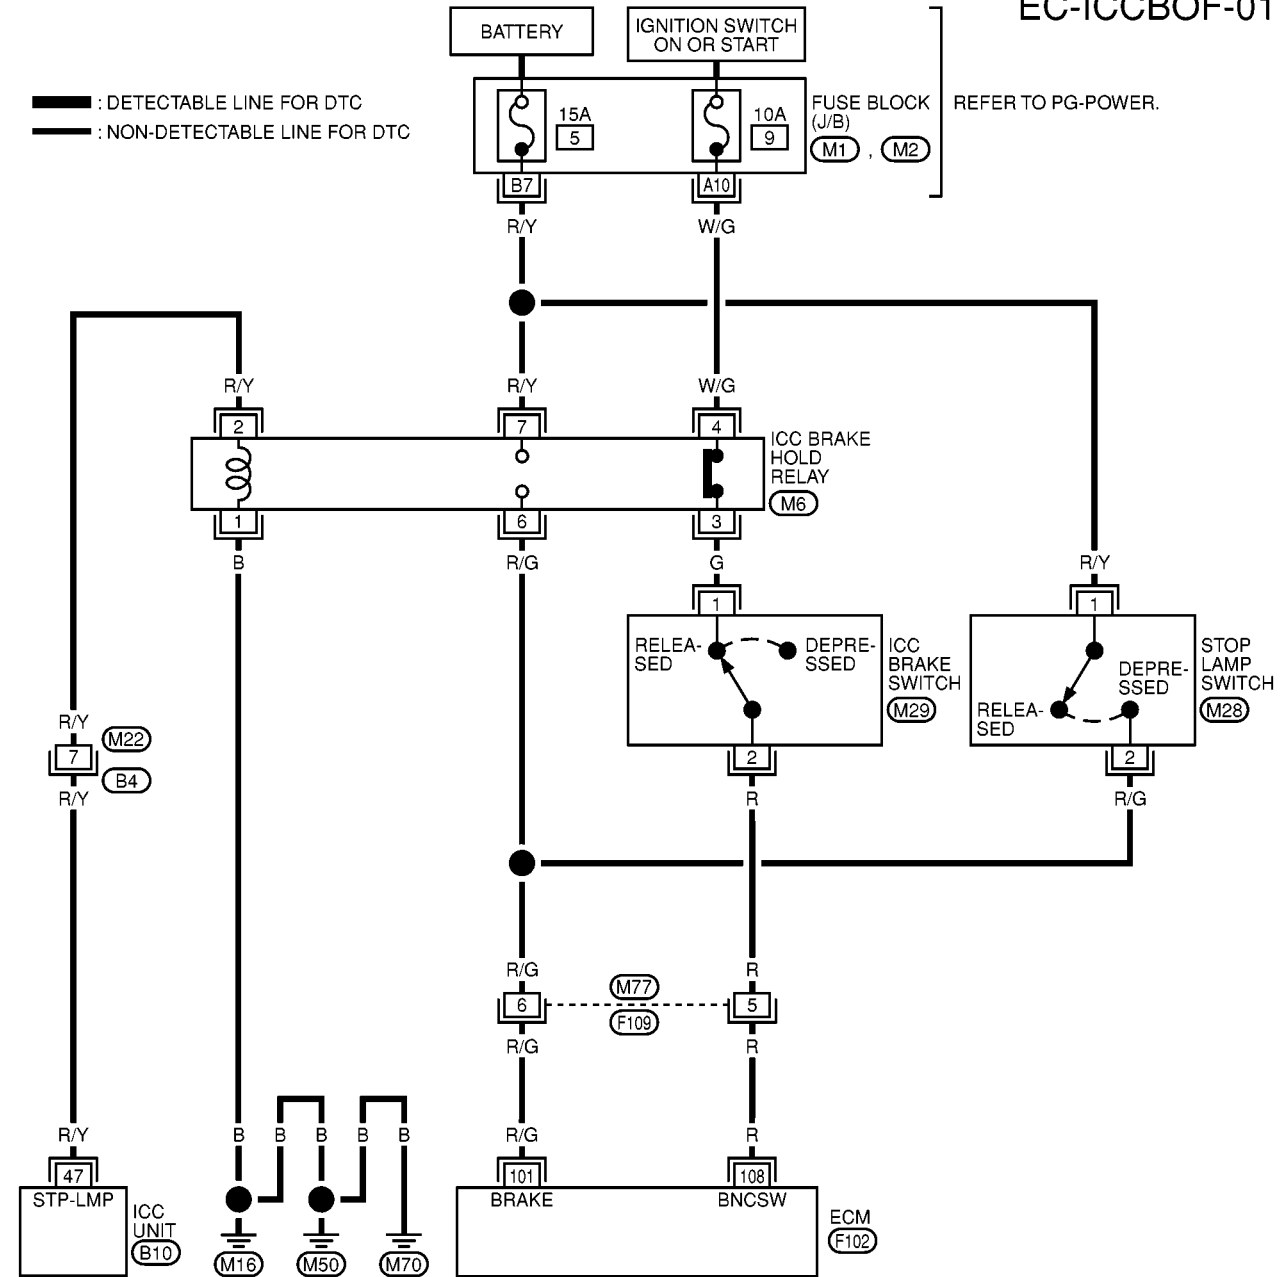 EC-ICCBOF-01
BATTERY
IGNITION SWITCH
ON OR START
: DETECTABLE LINE FOR DTC
: NON-DETECTABLE LINE FOR DTC
15A
5
10A
9
FUSE BLOCK
(J/B)
M1 , M2
REFER TO PG-POWER.
B7
A10
R/Y
W/G
R/Y
R/Y
W/G
2
7
4
ICC BRAKE
HOLD
RELAY
M6
1
6
3
B
R/G
G
R/Y
1
1
RELEA-
SED
DEPRE-
SSED
ICC
BRAKE
SWITCH
M29
DEPRE-
SSED
RELEA-
SED
STOP
LAMP
SWITCH
M28
R/Y
7
M22
B4
R/Y
2
2
R
R/G
R/G
R
6
M77
F109
5
R/G
R
R/Y
B
B
B
B
B
R/G
R
47
101
108
STP-LMP
BRAKE
BNCSW
ICC
UNIT
B10
ECM
F102
M16
M50
M70